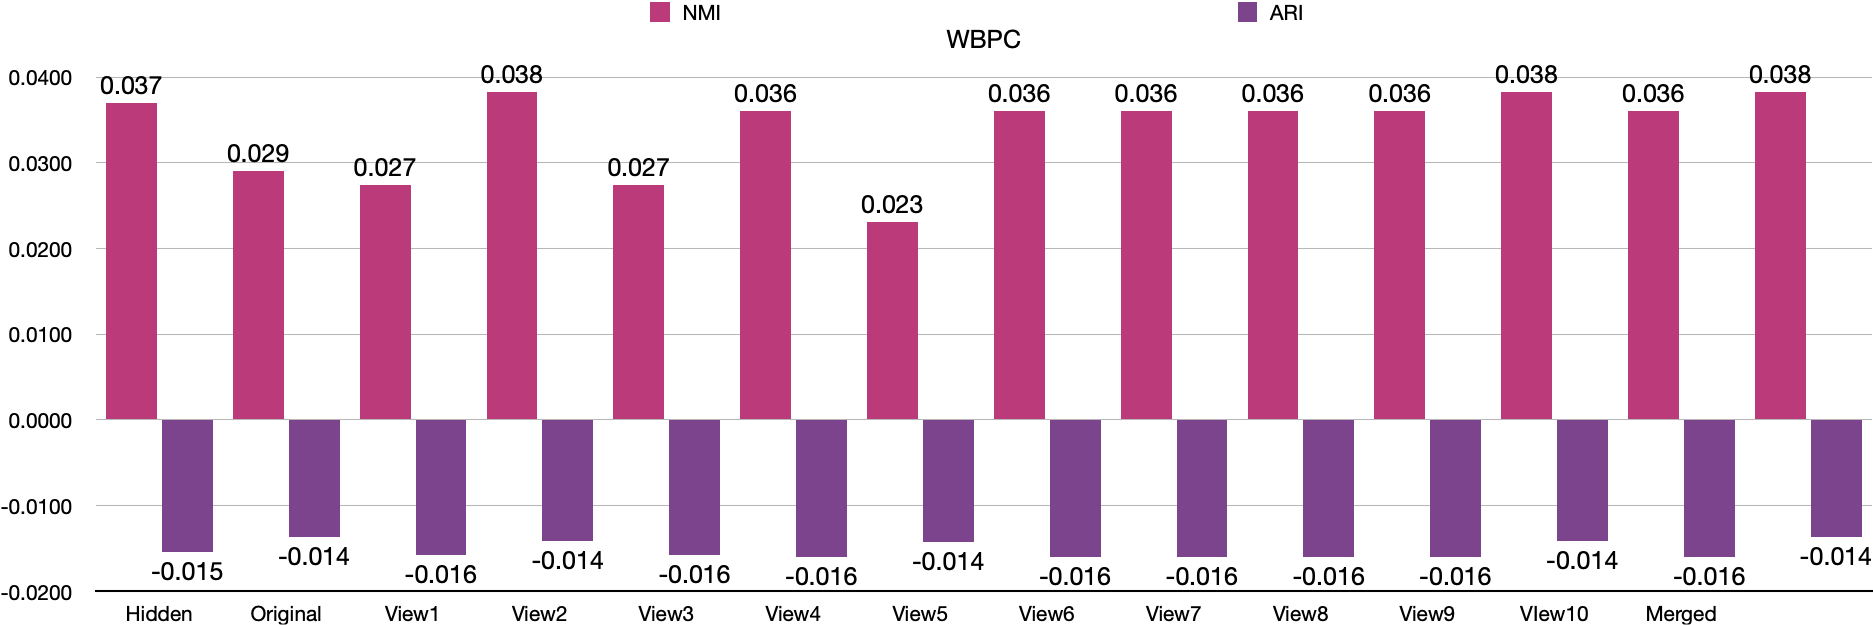 NMI ARI
WBPC
0.0400
0.0300
0.0200
0.0100
0.0000
-0.0100
-0.0200
0.037 0.029 0.027 0.038 0.027 0.036 0.023 0.036 0.036 0.036 0.036 0.038 0.036 0.038
-0.015 -0.014 -0.016 -0.014 -0.016 -0.016 -0.014 -0.016 -0.016 -0.016 -0.016 -0.014 -0.016 -0.014
Hidden Original View1 View2 View3 View4 View5 View6 View7 View8 View9 VIew10 Merged